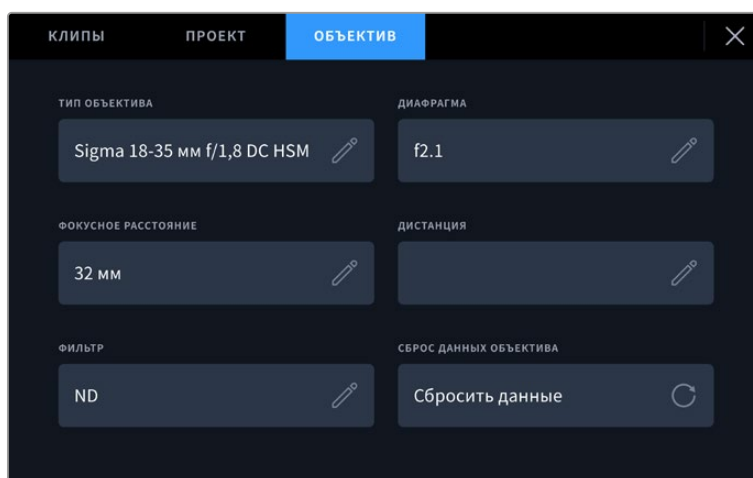 КЛИПЫ ПРОЕКТ ОБЪЕКТИВ
ТИП ОБЪЕКТИВА ДИАФРАГМА
Sigma 18-35 мм f/1,8 DC HSM f2.1
ФОКУСНОЕ РАССТОЯНИЕ ДИСТАНЦИЯ
32 мм
ФИЛЬТР СБРОС ДАННЫХ ОБЪЕКТИВА
ND Сбросить данные